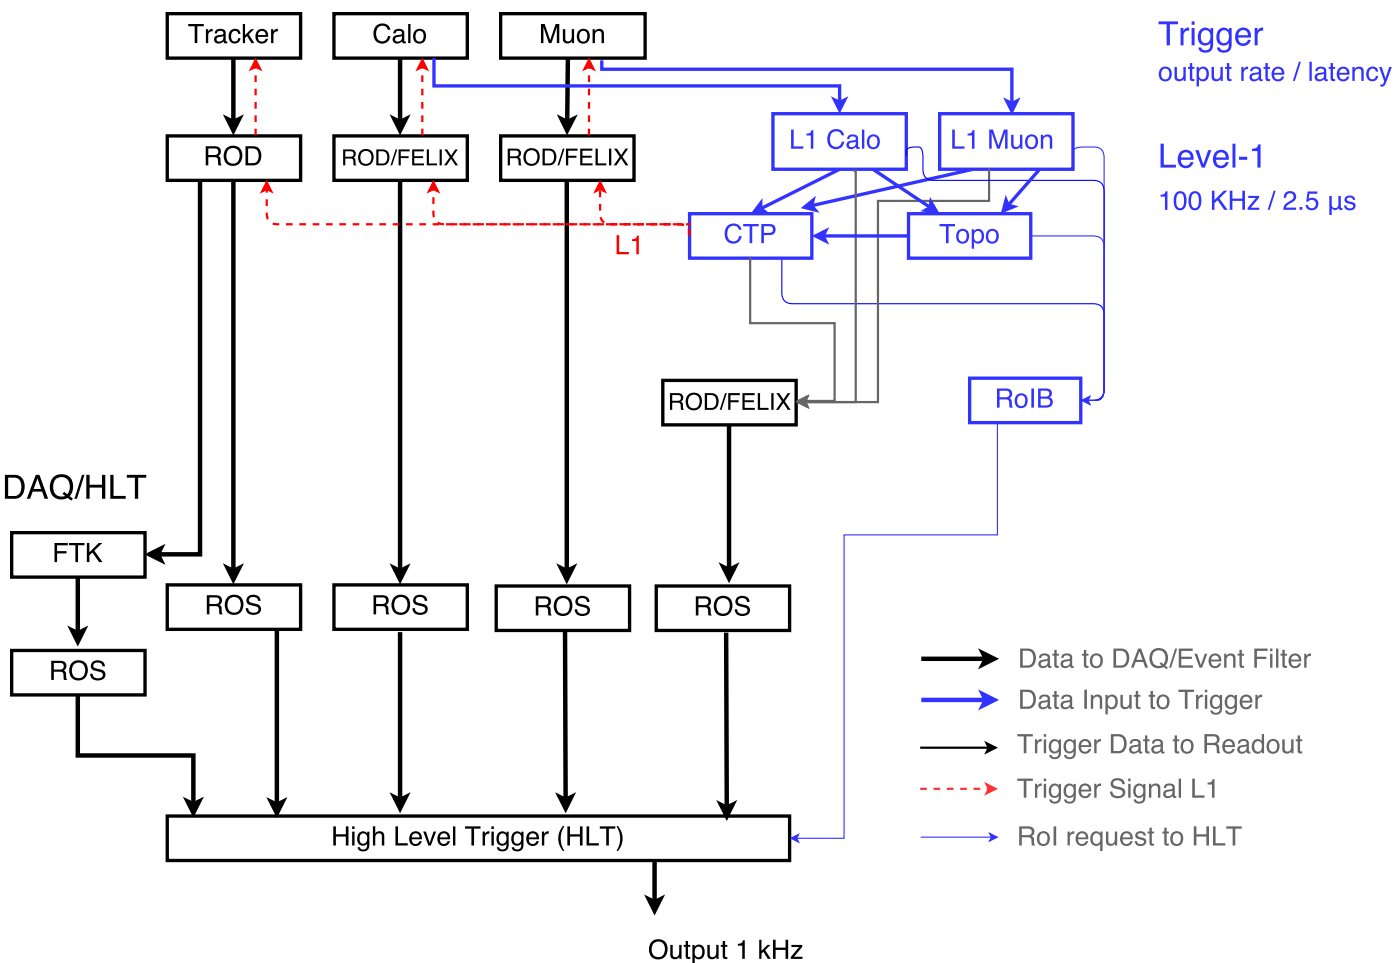 Tracker
Calo
Muon
Trigger
output rate / latency
L1 Calo
L1 Muon
ROD
ROD/FELIX
ROD/FELIX
Level-1
100 KHz / 2.5 μs
CTP
Topo
L1
ROD/FELIX
RoIB
DAQ/HLT
FTK
ROS
ROS
ROS
ROS
ROS
Data to DAQ/Event Filter
Data Input to Trigger
Trigger Data to Readout
Trigger Signal L1
RoI request to HLT
High Level Trigger (HLT)
Output 1 kHz